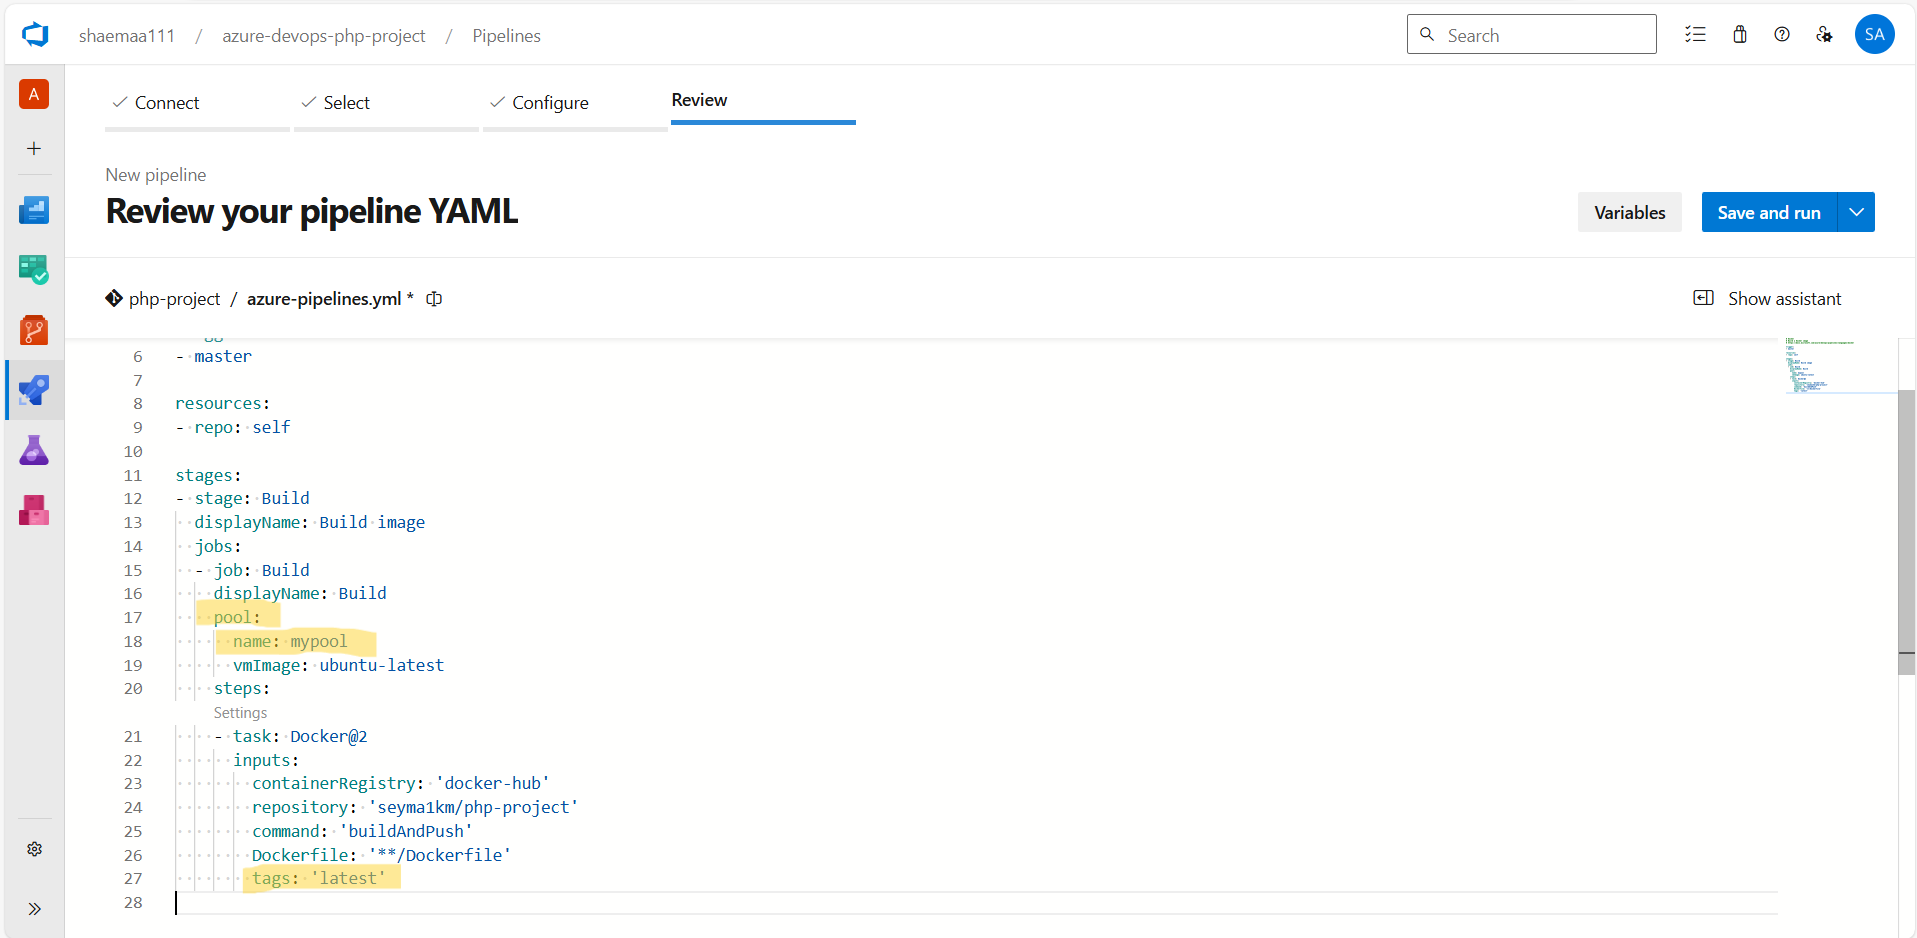 shaemaa111 / azure-devops-php-project / Pipelines
Search
SA
A
Connect
Select
Configure
Review
New pipeline
Review your pipeline YAML
Variables
Save and run
php-project / azure-pipelines.yml *
Show assistant
6 - master
7
8 resources:
9 - repo: self
10
11 stages:
12 - stage: Build
13 displayName: Build image
14 jobs:
15 - job: Build
16 displayName: Build
17 pool:
18 name: mypool
19 vmImage: ubuntu-latest
20 steps:
Settings
21 - task: Docker@2
22 inputs:
23 containerRegistry: 'docker-hub'
24 repository: 'seyma1km/php-project'
25 command: 'buildAndPush'
26 Dockerfile: '**/Dockerfile'
27 tags: 'latest'
28